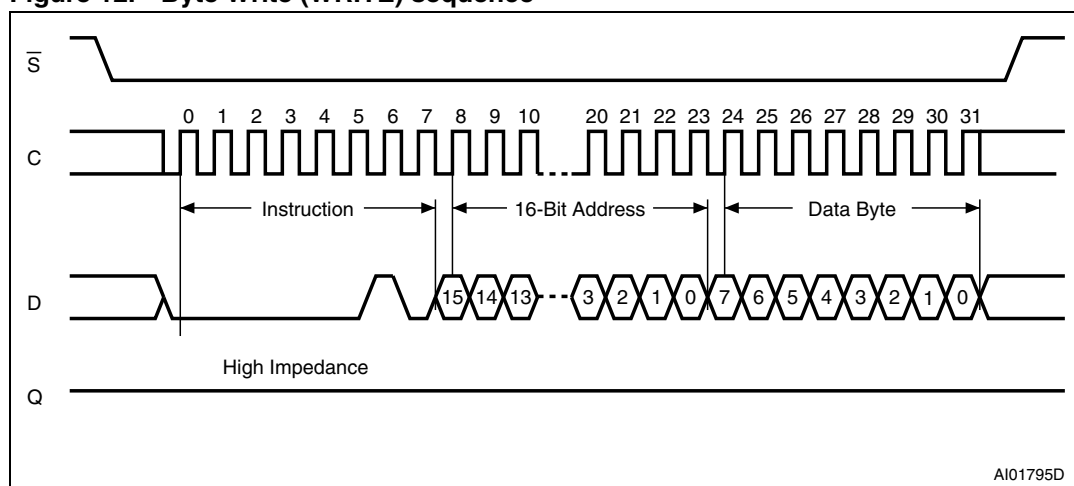 Figure 12. Byte Write (WRITE) sequence
S
0 1 2 3 4 5 6 7 8 9 10 20 21 22 23 24 25 26 27 28 29 30 31
C
Instruction 16-Bit Address Data Byte
D 15 14 13 3 2 1 0 7 6 5 4 3 2 1 0
High Impedance
Q
AI01795D